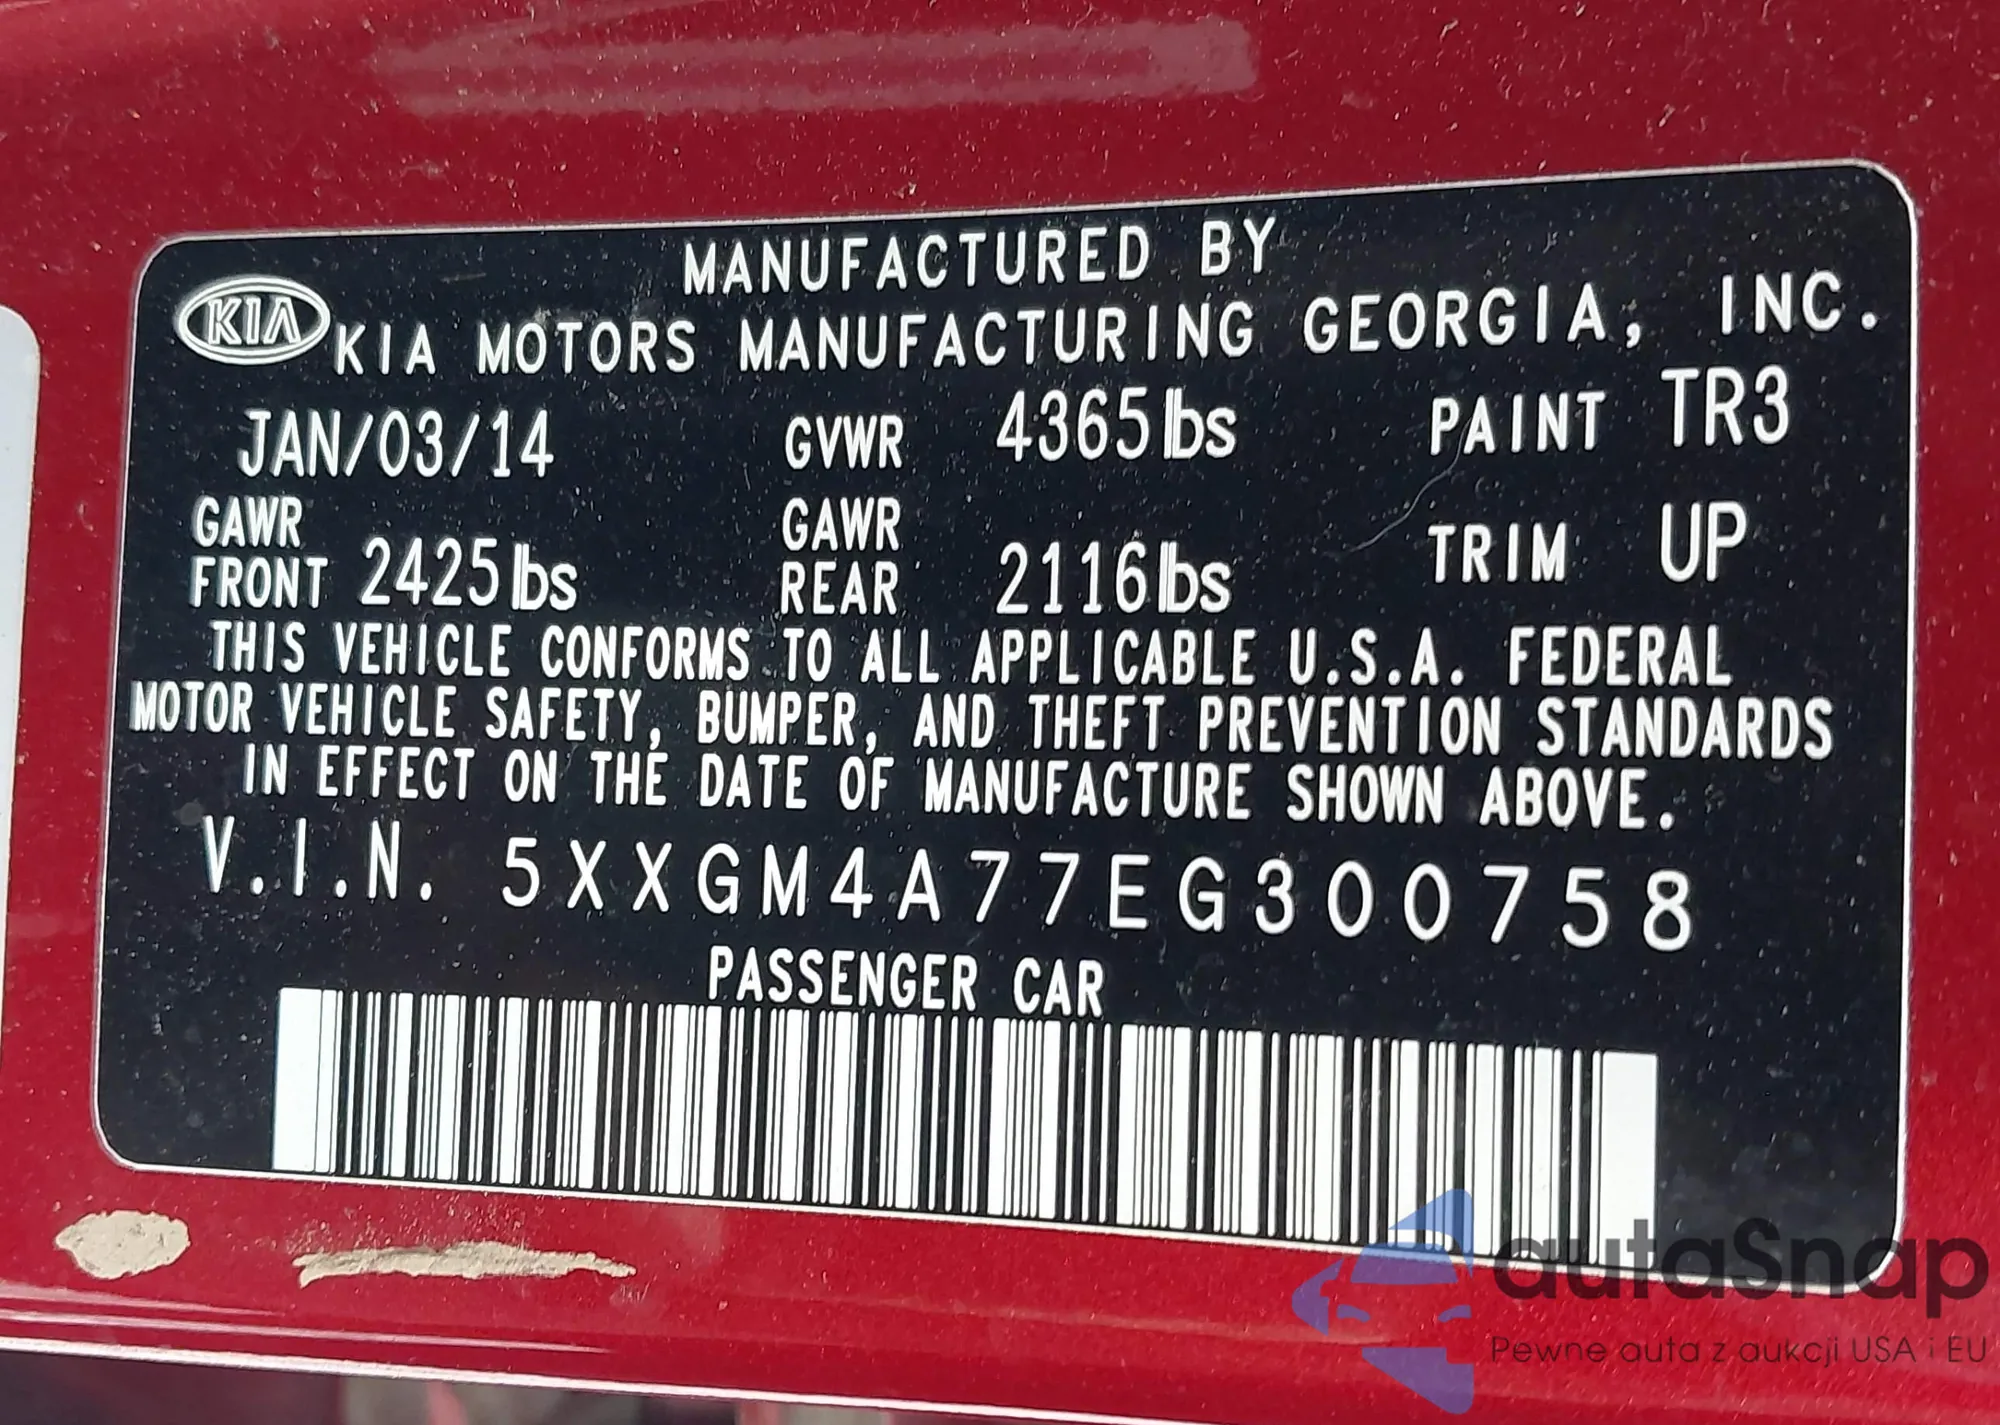 MANUFACTURED BY
KIA KIA MOTORS MANUFACTURING GEORGIA, INC.
JAN/03/14 GVWR 4365lbs PAINT TR3
GAWR FRONT 2425lbs GAWR REAR 2116lbs TRIM UP
THIS VEHICLE CONFORMS TO ALL APPLICABLE U.S.A. FEDERAL
MOTOR VEHICLE SAFETY, BUMPER, AND THEFT PREVENTION STANDARDS
IN EFFECT ON THE DATE OF MANUFACTURE SHOWN ABOVE.
V.I.N. 5XXGM4A77EG300758
PASSENGER CAR
autaSnap
Pewne auta z aukcji USA i EU